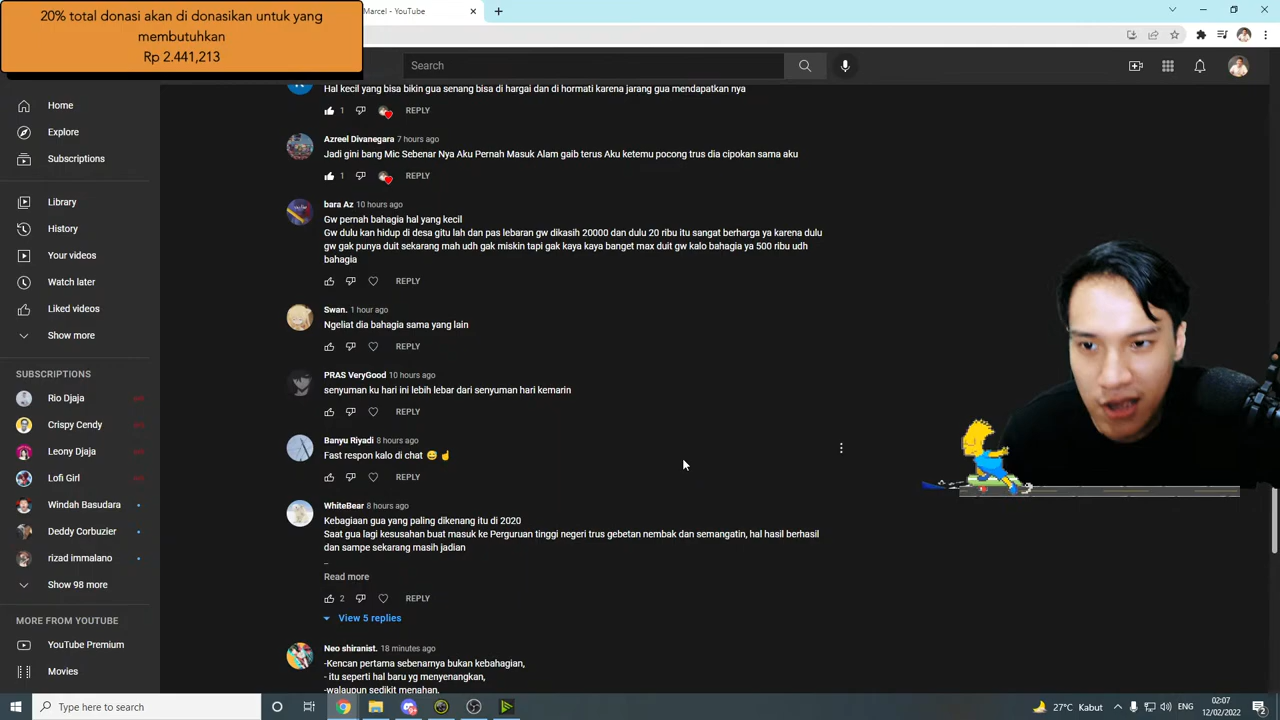 20% total donasi akan di donasikan untuk yang
membutuhkan
Rp 2.441,213
Marcel - YouTube
Search
Home
Explore
Subscriptions
Library
History
Your videos
Watch later
Liked videos
Show more
SUBSCRIPTIONS
Rio Djaja
Crispy Cendy
Leony Djaja
Lofi Girl
Windah Basudara
Deddy Corbuzier
rizad immalano
Show 98 more
MORE FROM YOUTUBE
YouTube Premium
Movies
Hal kecil yang bisa bikin gua senang bisa di hargai dan di hormati karena jarang gua mendapatkan nya
1 REPLY
Azreel Divanegara 7 hours ago
Jadi gini bang Mic Sebenar Nya Aku Pernah Masuk Alam gaib terus Aku ketemu pocong trus dia cipokan sama aku
1 REPLY
bara Az 10 hours ago
Gw pernah bahagia hal yang kecil
Gw dulu kan hidup di desa gitu lah dan pas lebaran gw dikasih 20000 dan dulu 20 ribu itu sangat berharga ya karena dulu
gw gak punya duit sekarang mah udh gak miskin tapi gak kaya kaya banget max duit gw kalo bahagia ya 500 ribu udh
bahagia
REPLY
Swan. 1 hour ago
Ngeliat dia bahagia sama yang lain
REPLY
PRAS VeryGood 10 hours ago
senyuman ku hari ini lebih lebar dari senyuman hari kemarin
REPLY
Banyu Riyadi 8 hours ago
Fast respon kalo di chat 😅☝
REPLY
WhiteBear 8 hours ago
Kebagiaan gua yang paling dikenang itu di 2020
Saat gua lagi kesusahan buat masuk ke Perguruan tinggi negeri trus gebetan nembak dan semangatin, hal hasil berhasil
dan sampe sekarang masih jadian
_
Read more
2 REPLY
View 5 replies
Neo shiranist. 18 minutes ago
-Kencan pertama sebenarnya bukan kebahagian,
- itu seperti hal baru yg menyenangkan,
-walaupun sedikit menahan,
Type here to search
27°C Kabut
ENG
02:07
12/02/2022
2